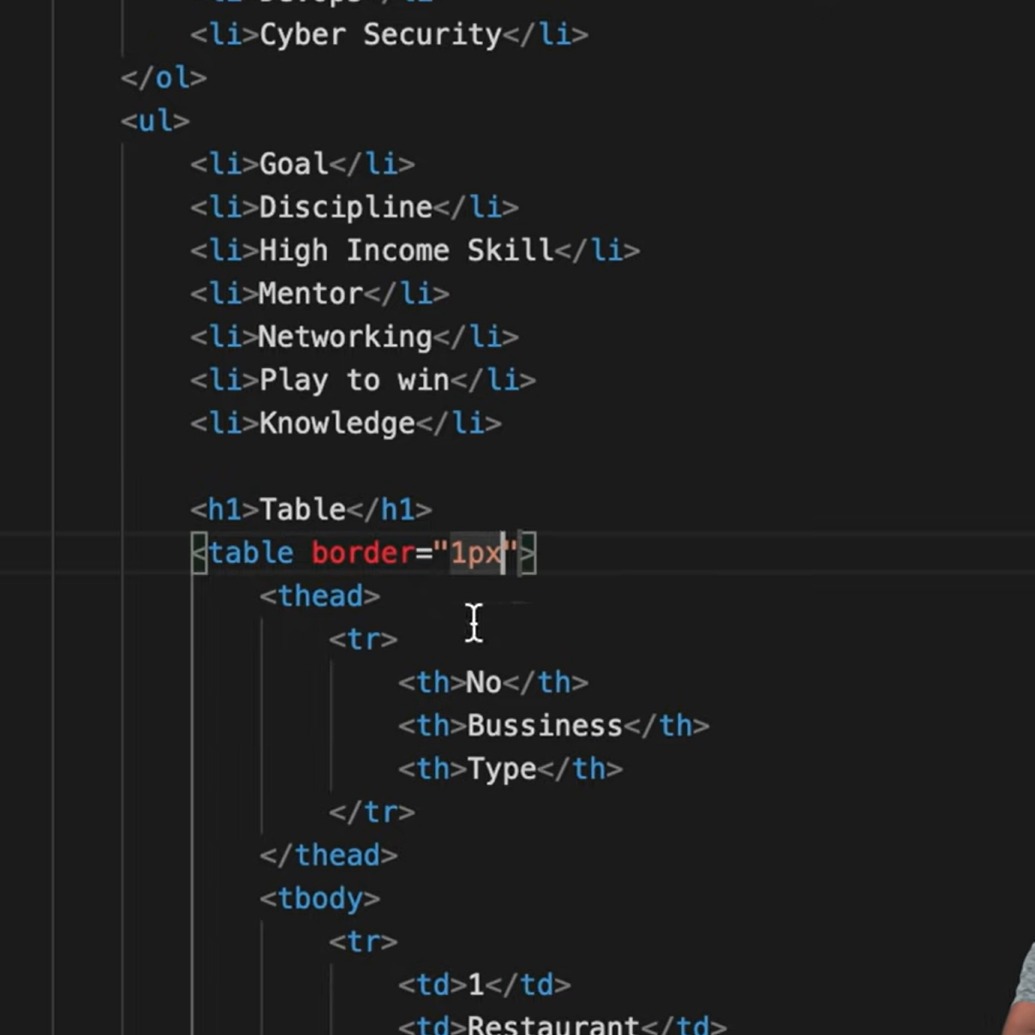 <li>Cyber Security</li>
</ol>
<ul>
<li>Goal</li>
<li>Discipline</li>
<li>High Income Skill</li>
<li>Mentor</li>
<li>Networking</li>
<li>Play to win</li>
<li>Knowledge</li>
<h1>Table</h1>
<table border="1px">
<thead>
<tr>
<th>No</th>
<th>Bussiness</th>
<th>Type</th>
</tr>
</thead>
<tbody>
<tr>
<td>1</td>
<td>Restaurant</td>